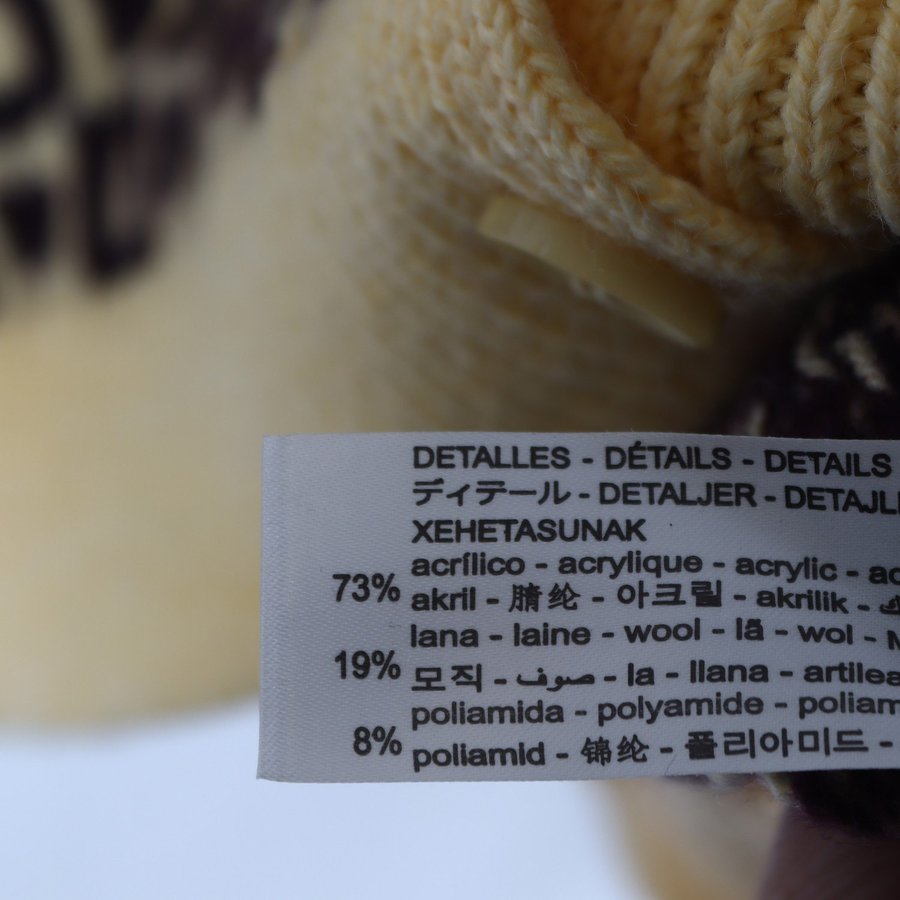 DETALLES - DÉTAILS - DETAILS
ディテール - DETALJER - DETAJLE
XEHETASUNAK
73% acrílico - acrylique - acrylic -
akril - 腈纶 - 아크릴 - akrilik -
19% lana - laine - wool - lã - wol -
모직 - صوف - la - llana - artilea
8% poliamida - polyamide - poliam
poliamid - 锦纶 - 폴리아미드 -